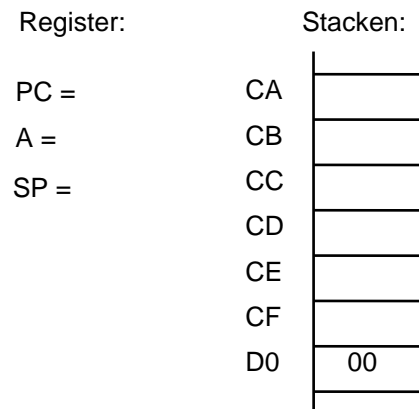 Register:
Stacken:
PC =
A =
SP =
CA
CB
CC
CD
CE
CF
D0 00